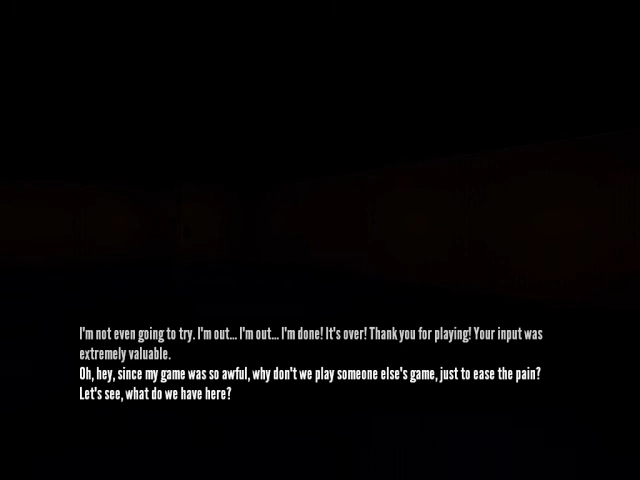 I'm not even going to try. I'm out... I'm out... I'm done! It's over! Thank you for playing! Your input was
extremely valuable.
Oh, hey, since my game was so awful, why don't we play someone else's game, just to ease the pain?
Let's see, what do we have here?